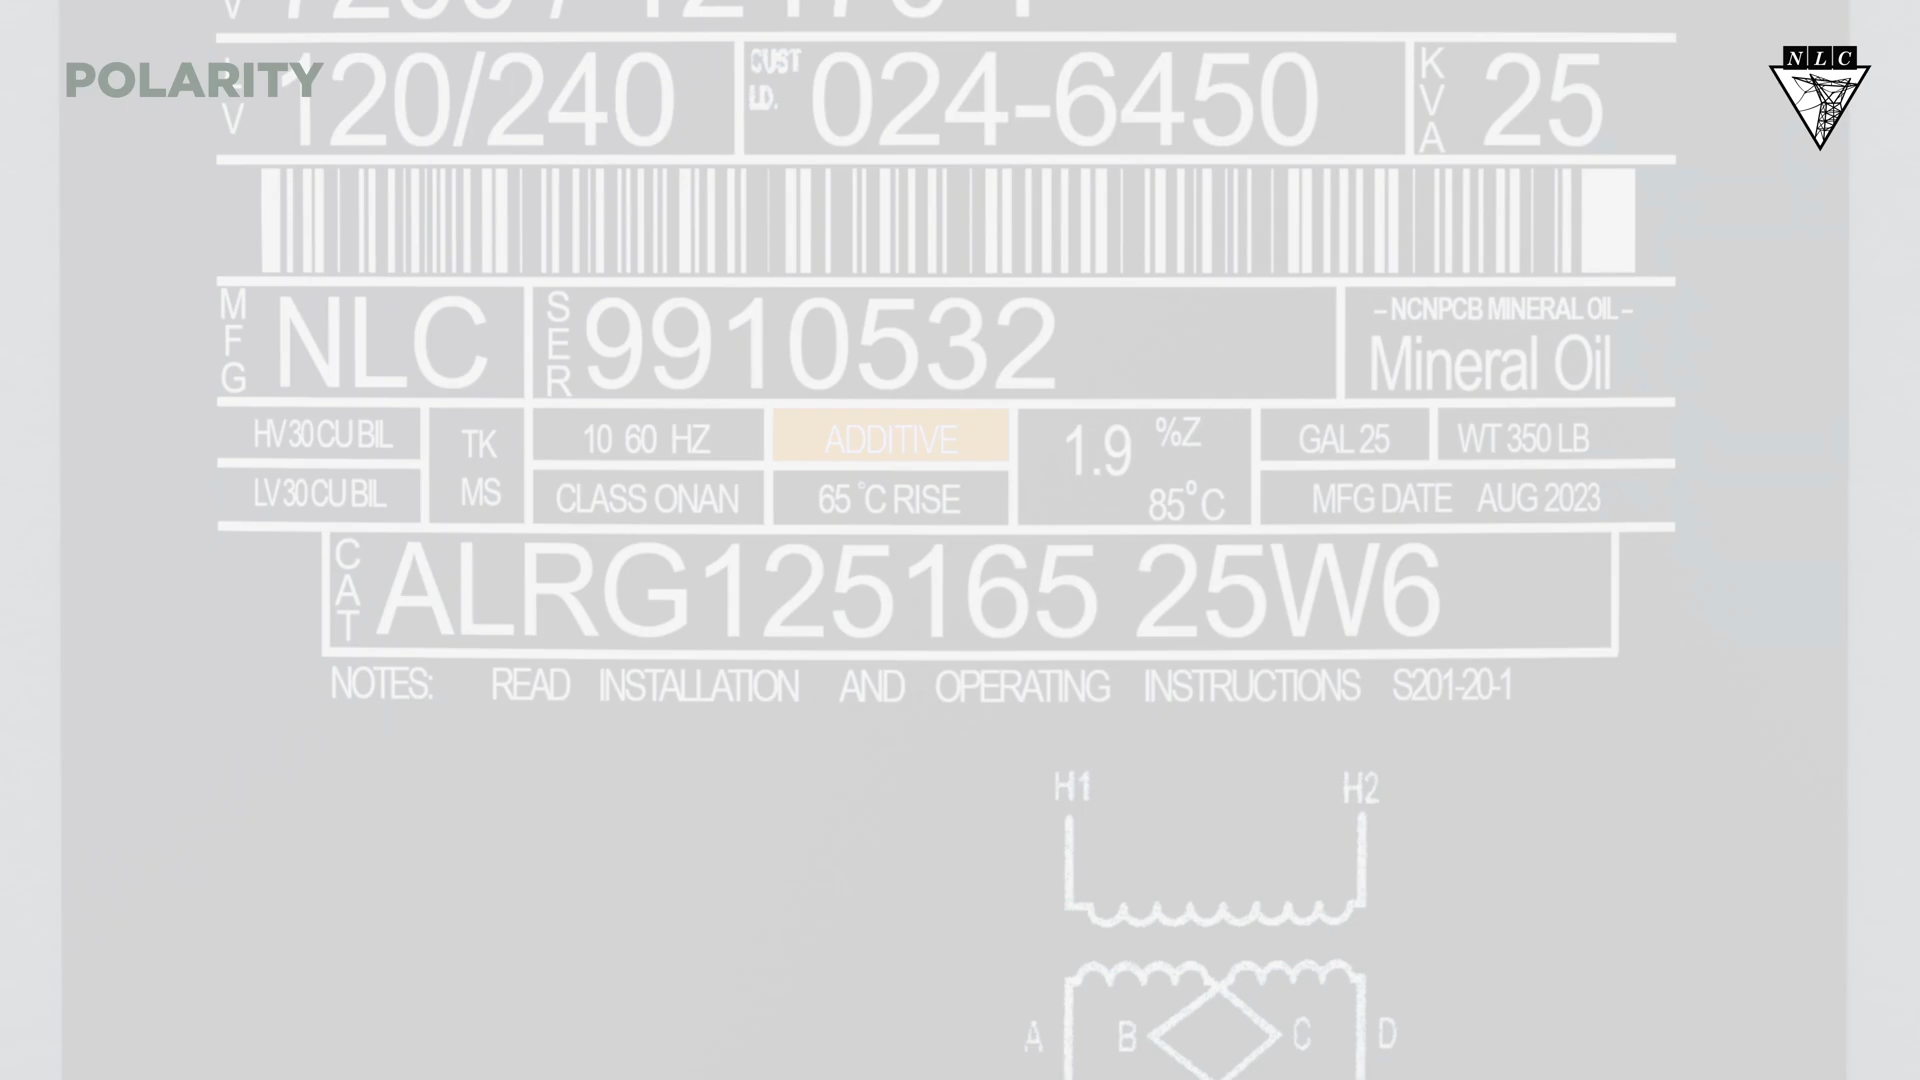 POLARITY
V 120/240 CUST I.D. 024-6450 KVA 25
NLC
MFG NLC SER 9910532 –NCNPCB MINERAL OIL–
Mineral Oil
HV 30 CU BIL TK 10 60 HZ ADDITIVE 1.9 %Z GAL 25 WT 350 LB
LV 30 CU BIL MS CLASS ONAN 65 °C RISE 85°C MFG DATE AUG 2023
CAT ALRG125165 25W6
NOTES: READ INSTALLATION AND OPERATING INSTRUCTIONS S201-20-1
H1 H2
A B C D